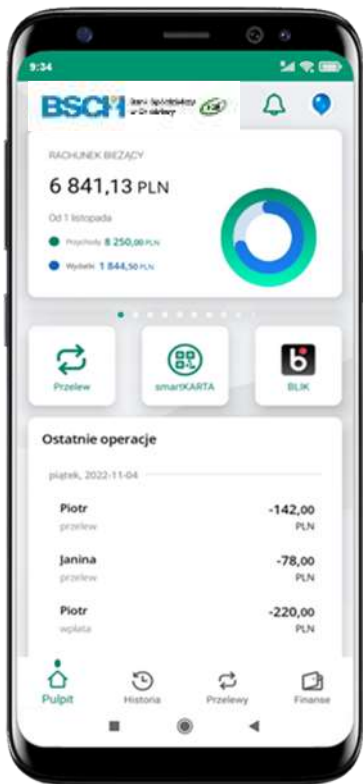 9:34
BSCH Bank Spółdzielczy
RACHUNEK BIEŻĄCY
6 841,13 PLN
Od 1 listopada
Przychody 8 250,00 PLN
Wydatki 1 844,50 PLN
Przelew
smartKARTA
BLIK
Ostatnie operacje
piątek, 2022-11-04
Piotr -142,00
przelew PLN
Janina -78,00
przelew PLN
Piotr -220,00
wpłata PLN
Pulpit
Historia
Przelewy
Finanse